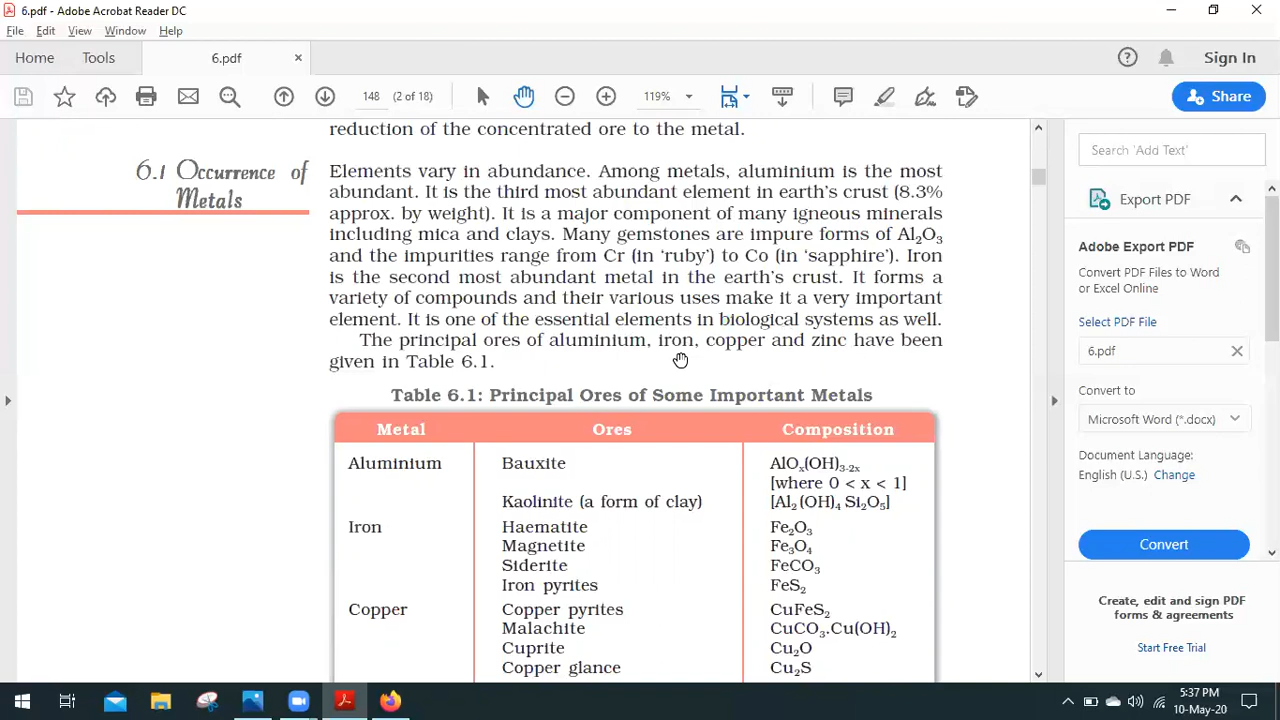 6.pdf - Adobe Acrobat Reader DC
File Edit View Window Help
Home Tools 6.pdf × Sign In
148 (2 of 18) 119% Share
reduction of the concentrated ore to the metal.
6.1 Occurrence of
Metals
Elements vary in abundance. Among metals, aluminium is the most
abundant. It is the third most abundant element in earth's crust (8.3%
approx. by weight). It is a major component of many igneous minerals
including mica and clays. Many gemstones are impure forms of Al₂O₃
and the impurities range from Cr (in 'ruby') to Co (in 'sapphire'). Iron
is the second most abundant metal in the earth's crust. It forms a
variety of compounds and their various uses make it a very important
element. It is one of the essential elements in biological systems as well.
The principal ores of aluminium, iron, copper and zinc have been
given in Table 6.1.
Table 6.1: Principal Ores of Some Important Metals
Metal Ores Composition
Aluminium Bauxite AlOₓ(OH)₃₋₂ₓ
[where 0 < x < 1]
Kaolinite (a form of clay) [Al₂(OH)₄ Si₂O₅]
Iron Haematite Fe₂O₃
Magnetite Fe₃O₄
Siderite FeCO₃
Iron pyrites FeS₂
Copper Copper pyrites CuFeS₂
Malachite CuCO₃.Cu(OH)₂
Cuprite Cu₂O
Copper glance Cu₂S
Search 'Add Text'
Export PDF
Adobe Export PDF
Convert PDF Files to Word
or Excel Online
Select PDF File
6.pdf
Convert to
Microsoft Word (*.docx)
Document Language:
English (U.S.) Change
Convert
Create, edit and sign PDF
forms & agreements
Start Free Trial
5:37 PM
10-May-20